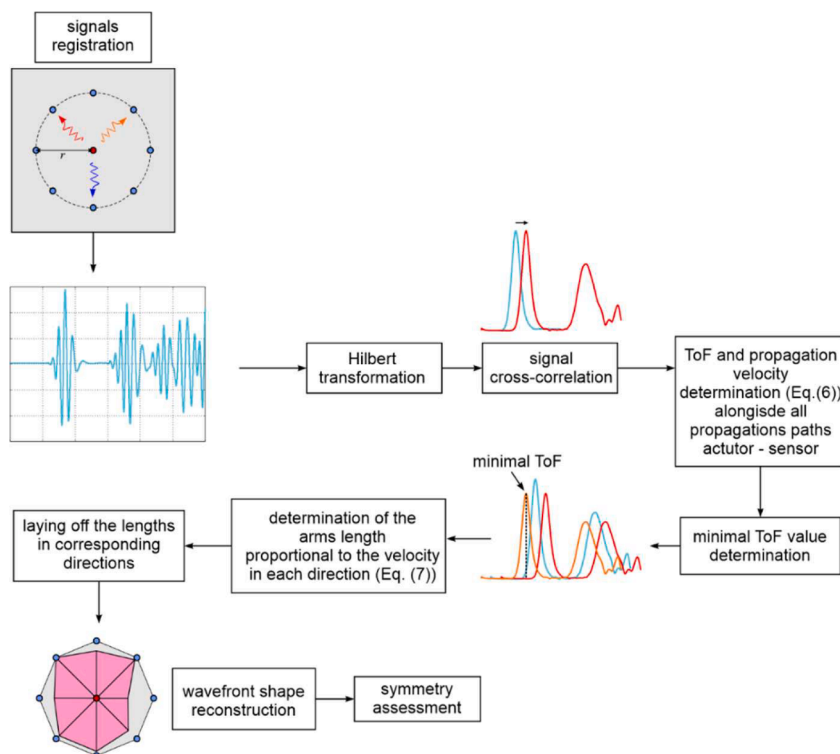 signals
registration
r
Hilbert
transformation
signal
cross-correlation
ToF and propagation
velocity
determination (Eq.(6))
alongisde all
propagations paths
actutor - sensor
minimal ToF value
determination
minimal ToF
determination of the
arms length
proportional to the velocity
in each direction (Eq. (7))
laying off the lengths
in corresponding
directions
wavefront shape
reconstruction
symmetry
assessment